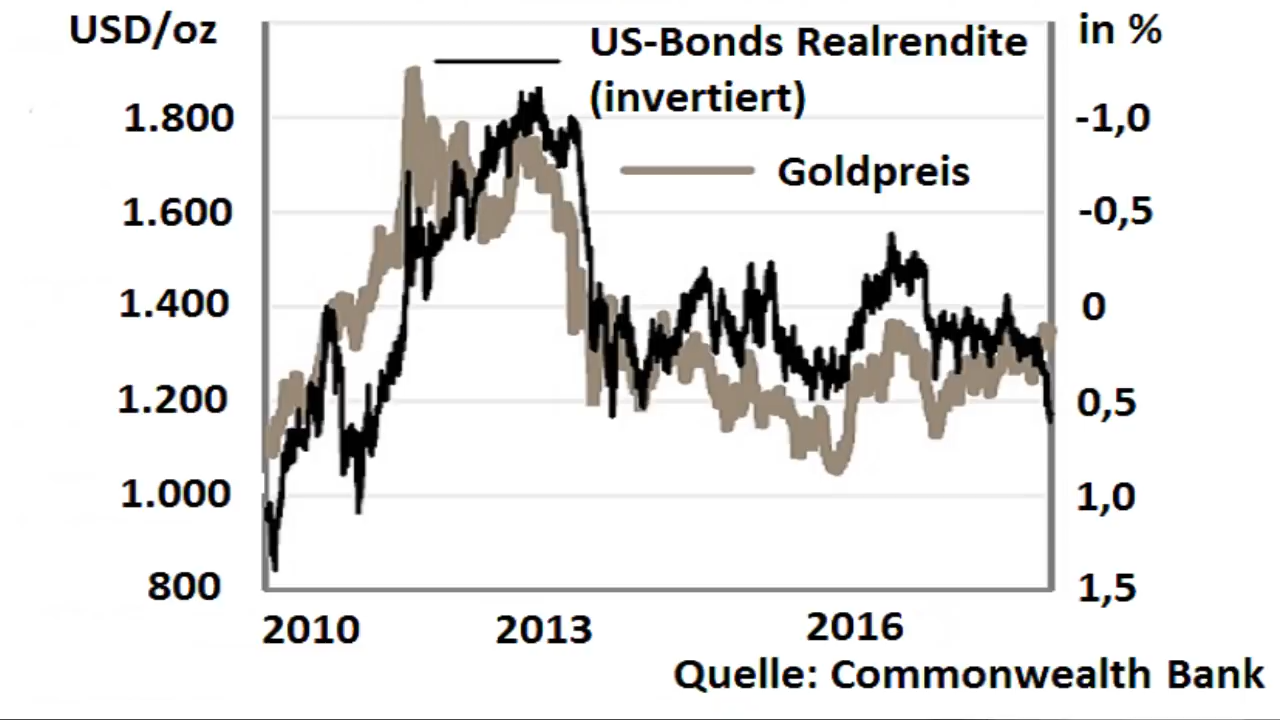 USD/oz
in %
US-Bonds Realrendite
(invertiert)
Goldpreis
1.800
1.600
1.400
1.200
1.000
800
-1,0
-0,5
0
0,5
1,0
1,5
2010
2013
2016
Quelle: Commonwealth Bank